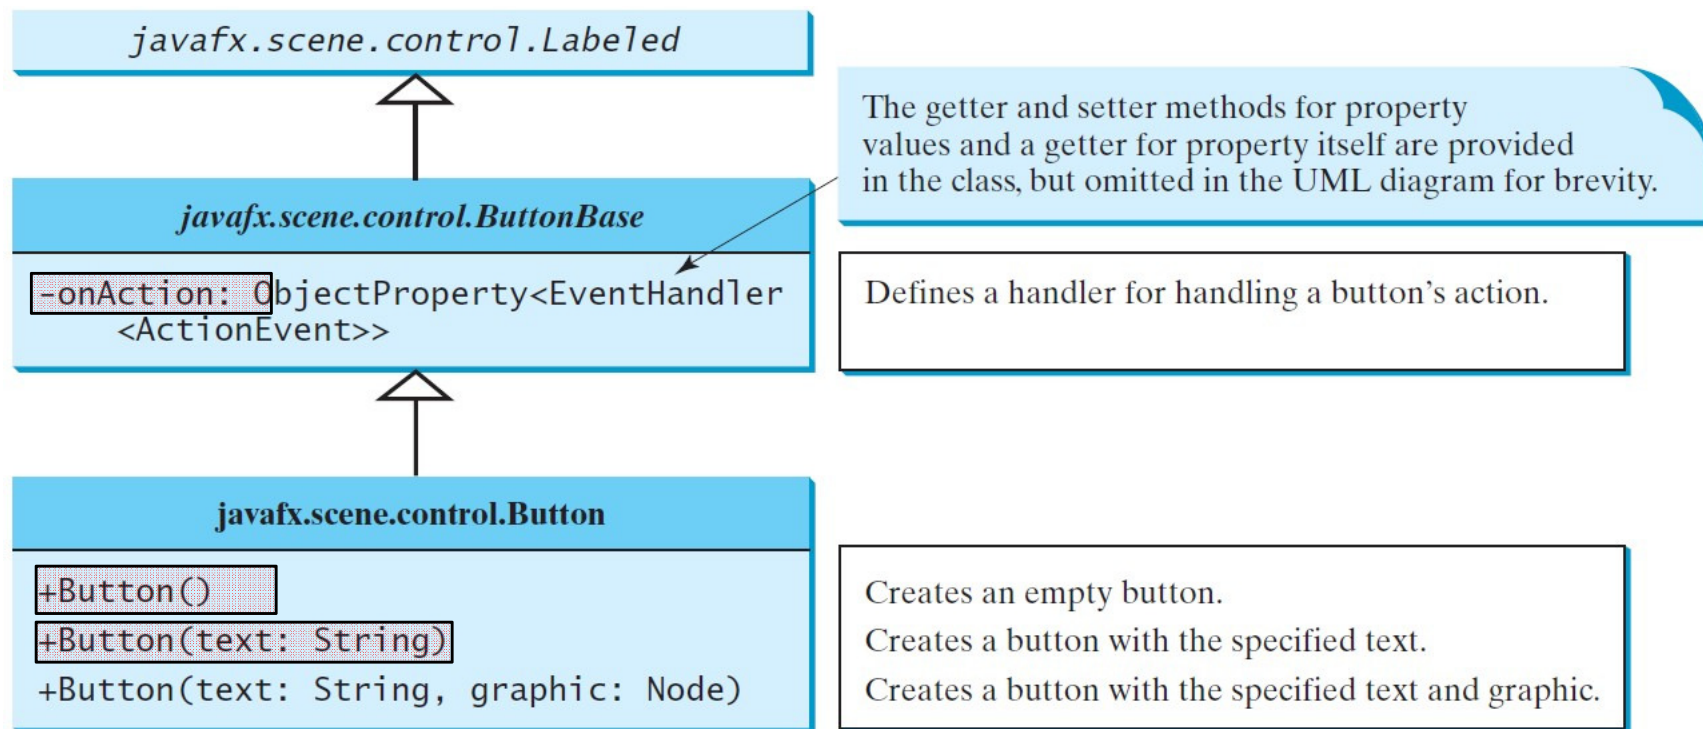 javafx.scene.control.Labeled
The getter and setter methods for property
values and a getter for property itself are provided
in the class, but omitted in the UML diagram for brevity.
javafx.scene.control.ButtonBase
-onAction: ObjectProperty<EventHandler
<ActionEvent>>
Defines a handler for handling a button’s action.
javafx.scene.control.Button
+Button()
+Button(text: String)
+Button(text: String, graphic: Node)
Creates an empty button.
Creates a button with the specified text.
Creates a button with the specified text and graphic.